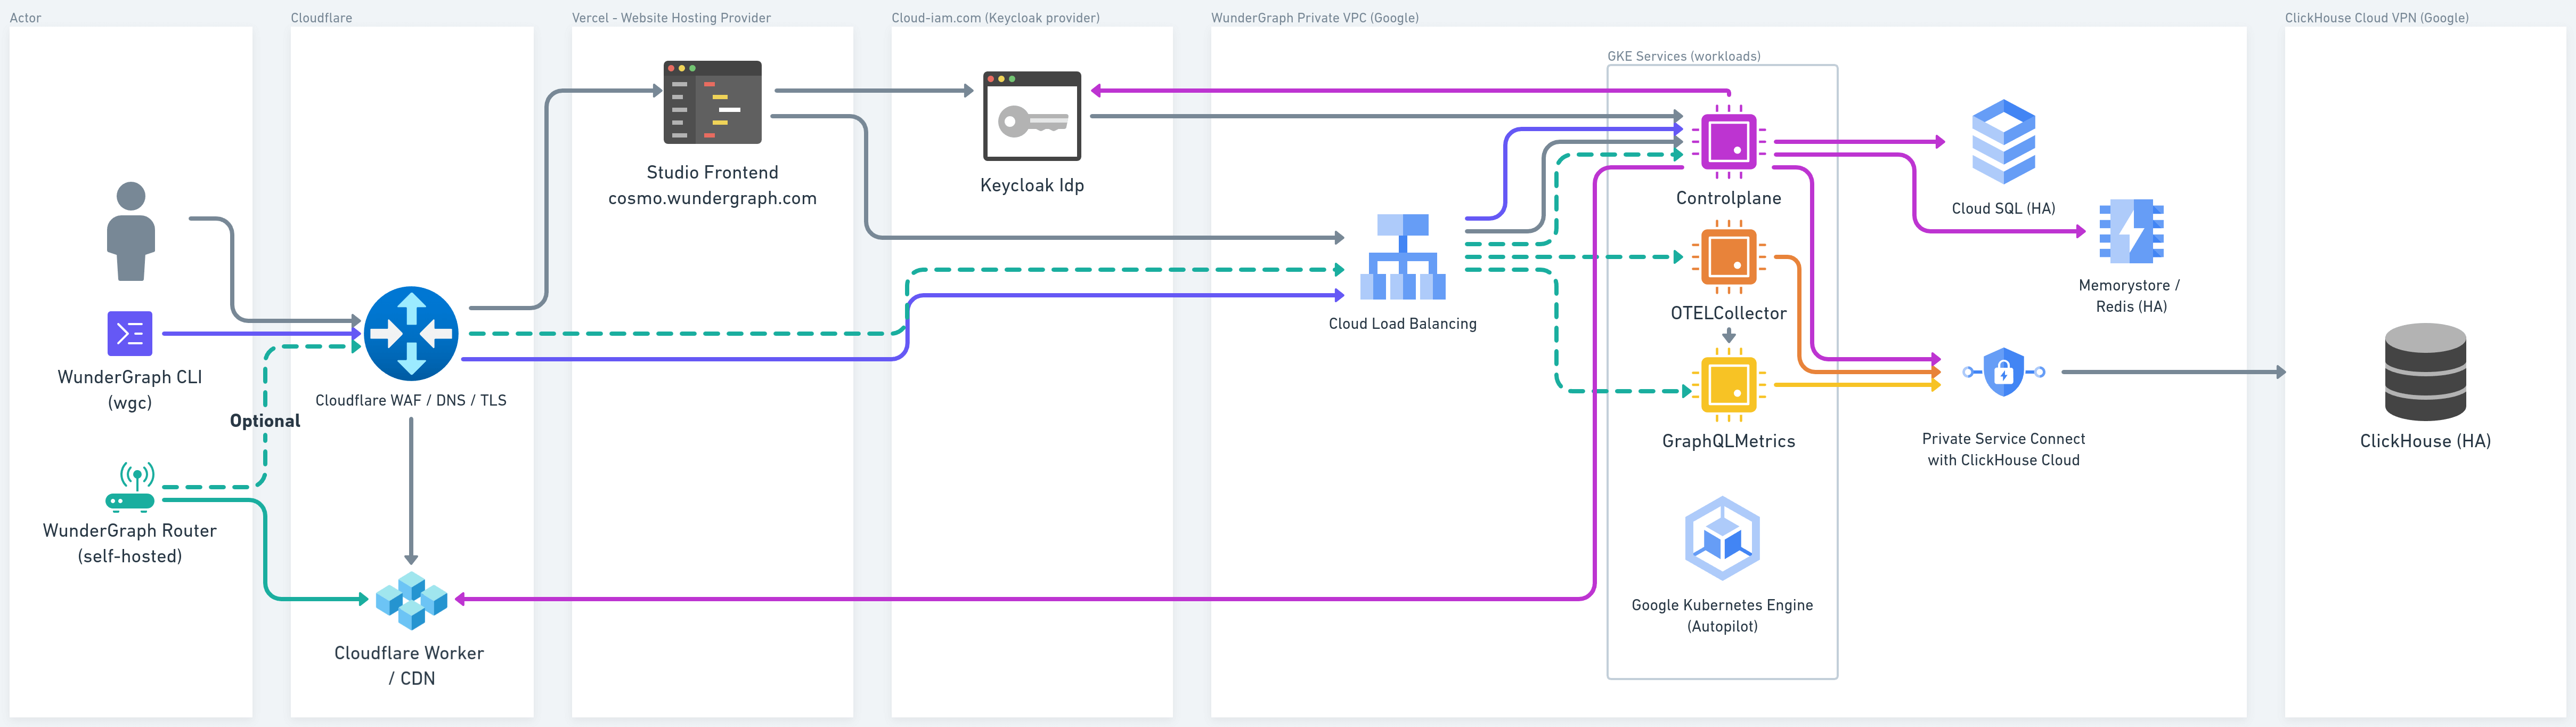 Actor
WunderGraph CLI
(wgc)
Optional
WunderGraph Router
(self-hosted)
Cloudflare
Cloudflare WAF / DNS / TLS
Cloudflare Worker
/ CDN
Vercel - Website Hosting Provider
Studio Frontend
cosmo.wundergraph.com
Cloud-iam.com (Keycloak provider)
Keycloak Idp
WunderGraph Private VPC (Google)
Cloud Load Balancing
GKE Services (workloads)
Controlplane
OTELCollector
GraphQLMetrics
Google Kubernetes Engine
(Autopilot)
Cloud SQL (HA)
Memorystore /
Redis (HA)
Private Service Connect
with ClickHouse Cloud
ClickHouse Cloud VPN (Google)
ClickHouse (HA)